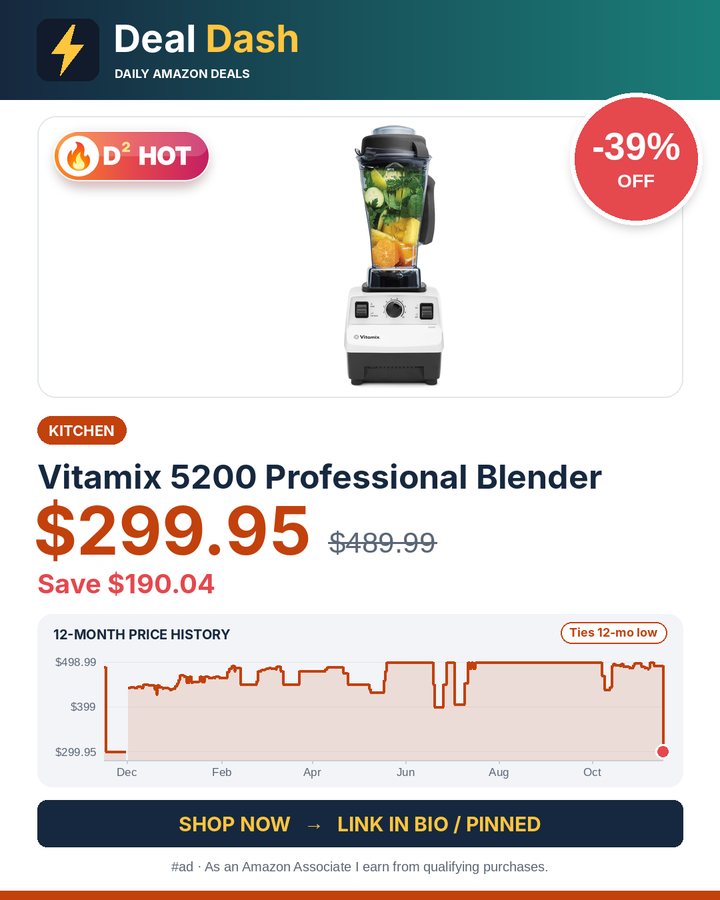 Deal Dash
DAILY AMAZON DEALS
D² HOT
-39%
OFF
Vitamix
KITCHEN
Vitamix 5200 Professional Blender
$299.95 $489.99
Save $190.04
12-MONTH PRICE HISTORY
Ties 12-mo low
$498.99
$399
$299.95
Dec Feb Apr Jun Aug Oct
SHOP NOW → LINK IN BIO / PINNED
#ad · As an Amazon Associate I earn from qualifying purchases.